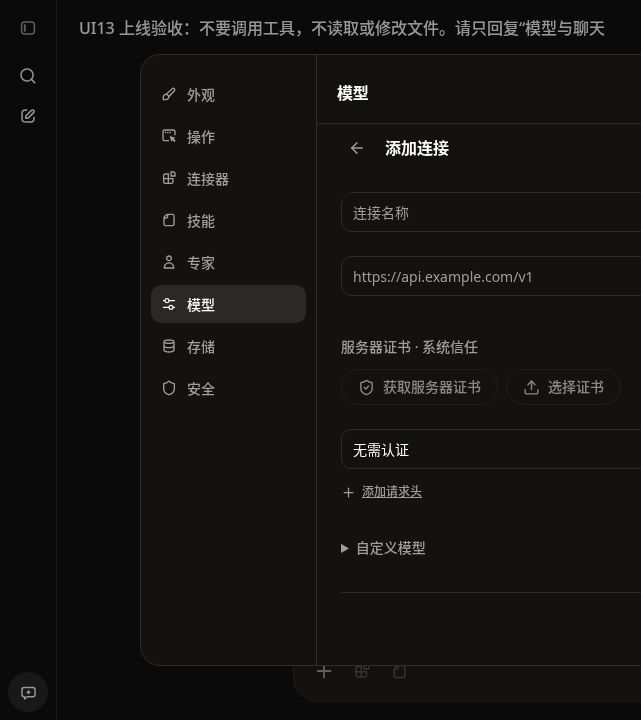 UI13 上线验收：不要调用工具，不读取或修改文件。请只回复“模型与聊天
外观
操作
连接器
技能
专家
模型
存储
安全
模型
添加连接
连接名称
https://api.example.com/v1
服务器证书 · 系统信任
获取服务器证书
选择证书
无需认证
添加请求头
自定义模型